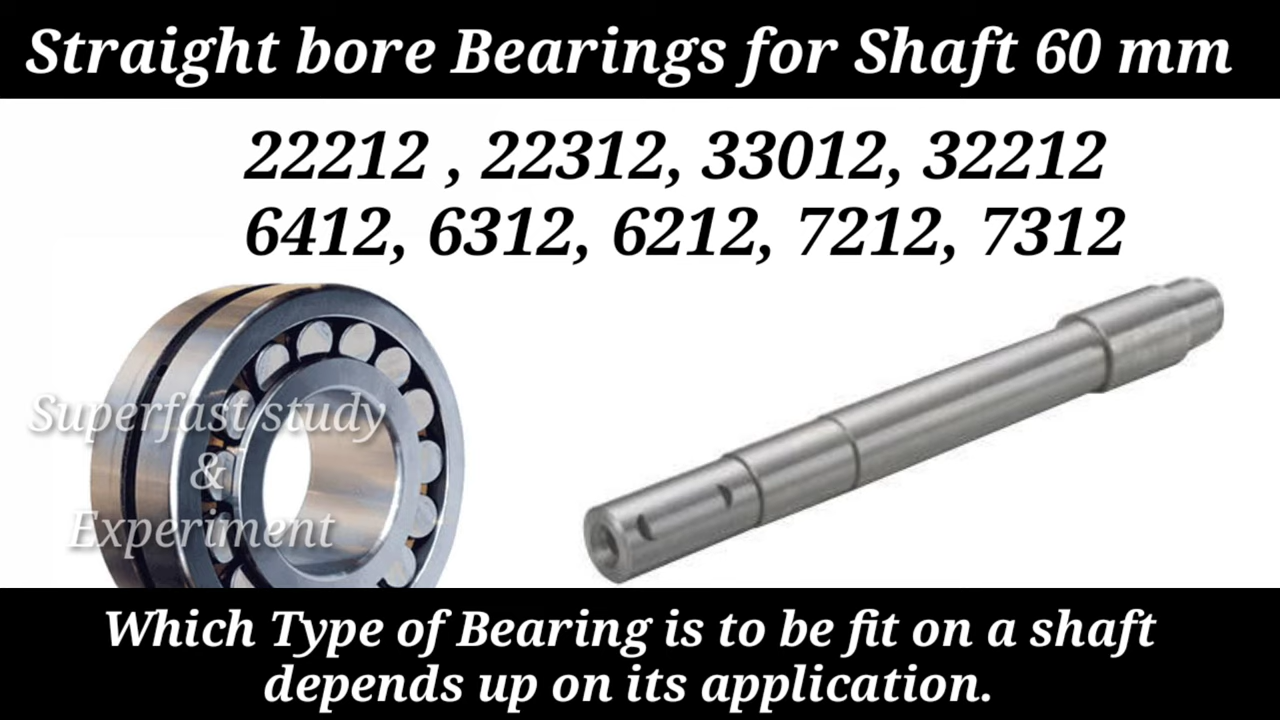 Straight bore Bearings for Shaft 60 mm
22212 , 22312, 33012, 32212
6412, 6312, 6212, 7212, 7312
Superfast study
&
Experiment
Which Type of Bearing is to be fit on a shaft
depends up on its application.